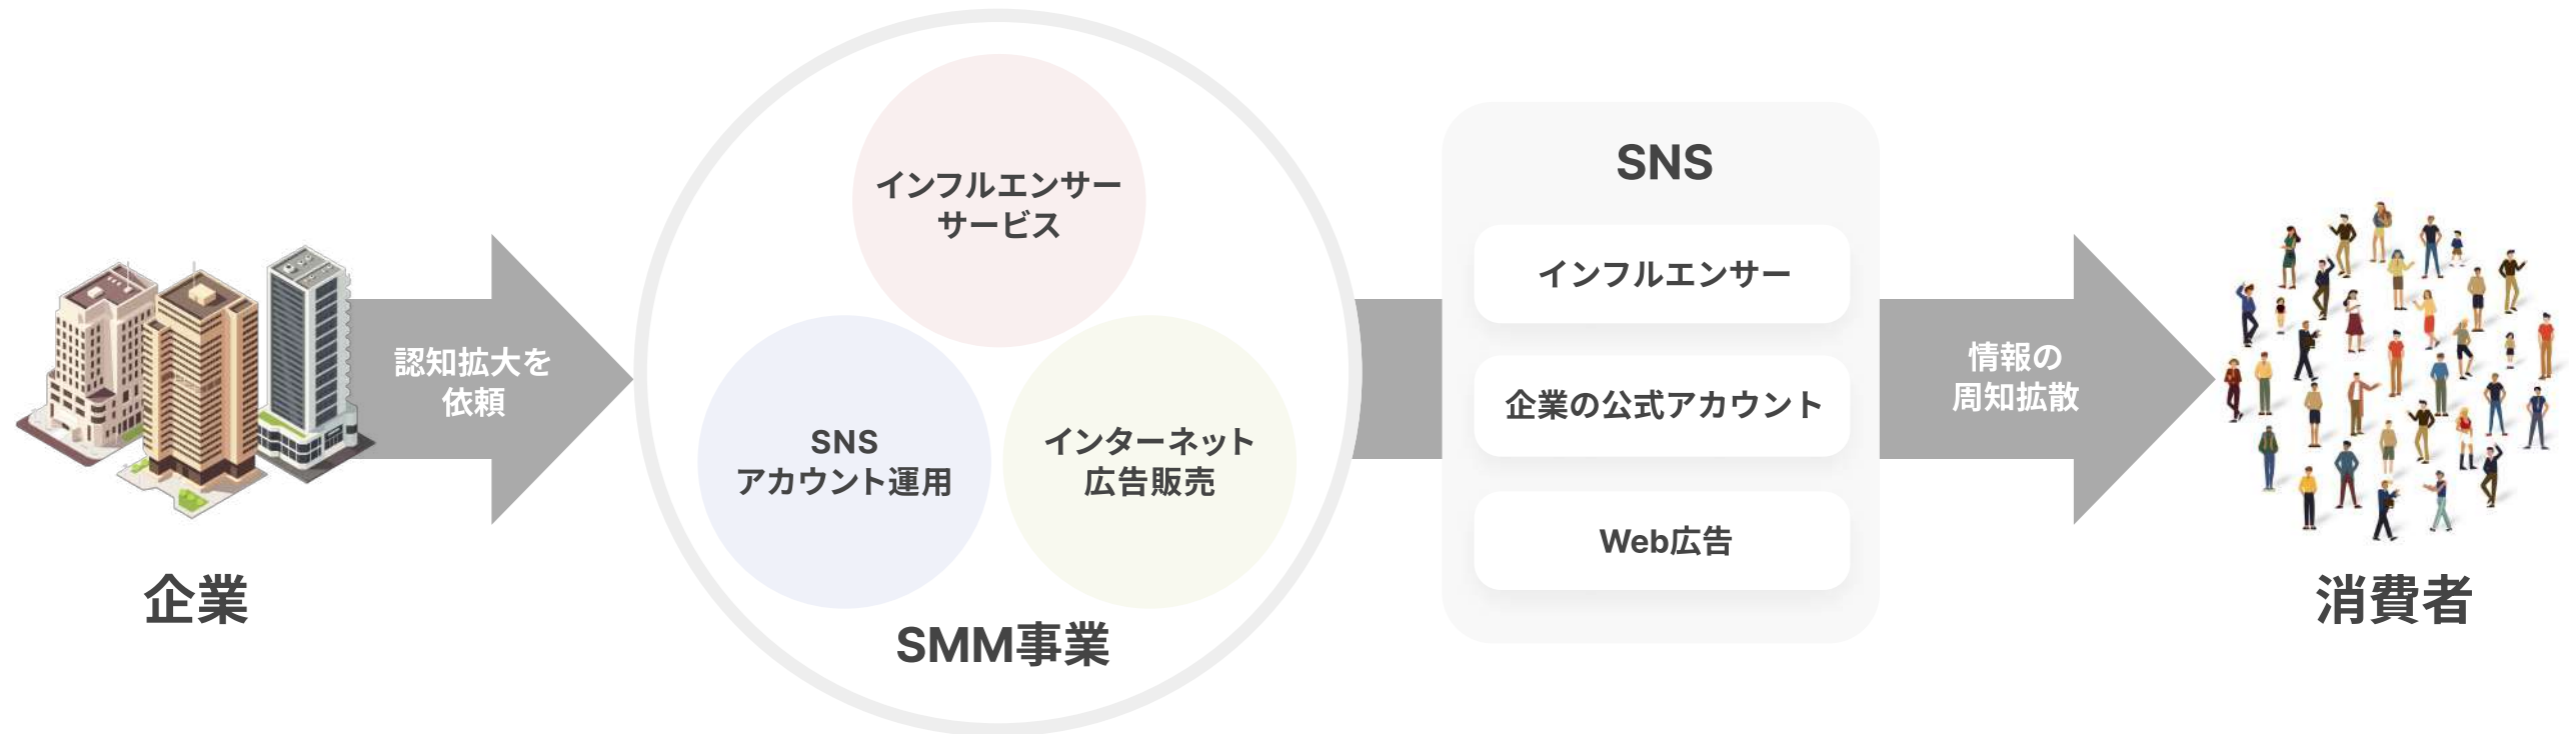 企業
認知拡大を
依頼
インフルエンサー
サービス
SNS
アカウント運用
インターネット
広告販売
SMM事業
SNS
インフルエンサー
企業の公式アカウント
Web広告
情報の
周知拡散
消費者